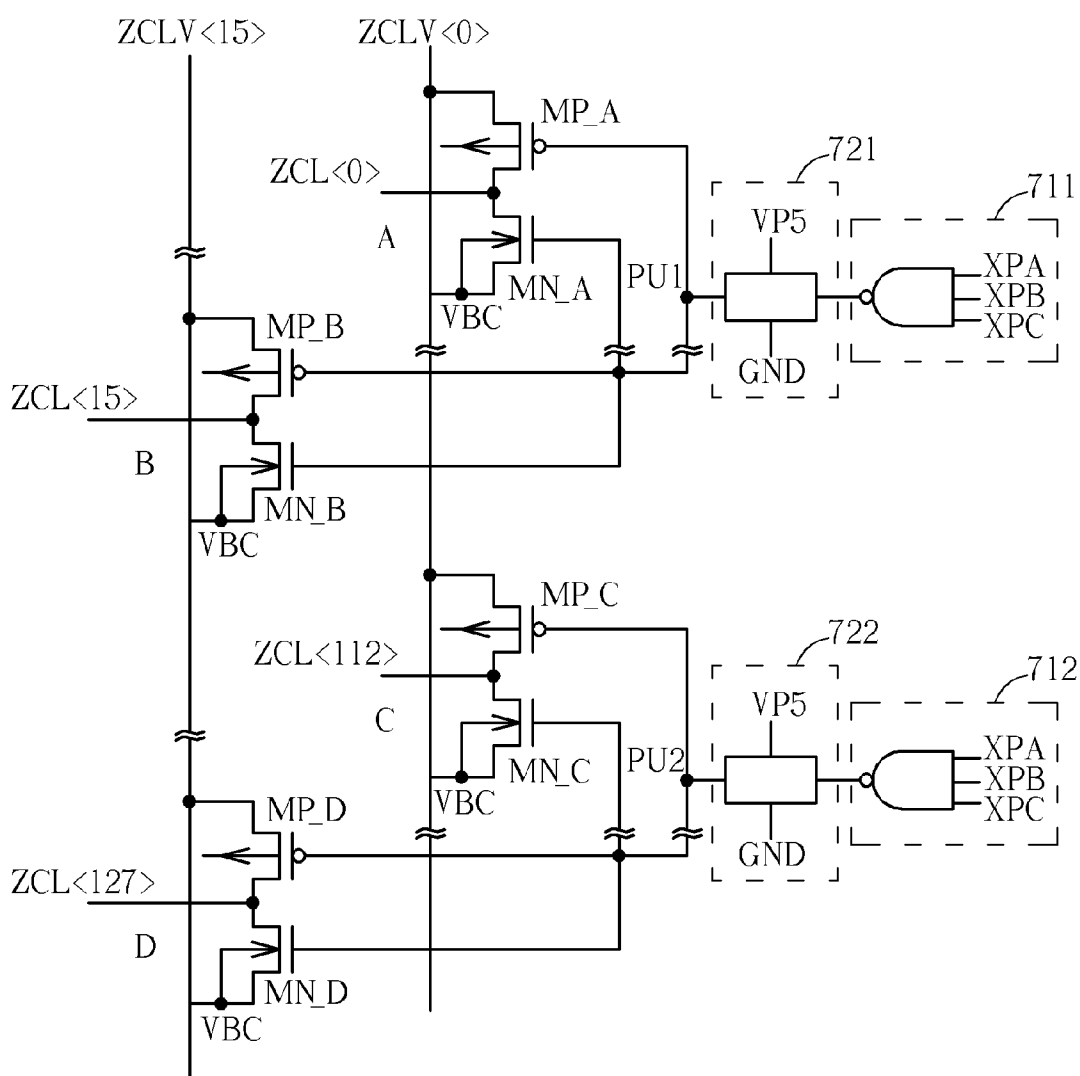 ZCLV<15>
ZCLV<0>
MP_A
ZCL<0>
A
MN_A
VBC
721
VP5
GND
711
XPA
XPB
XPC
PU1
MP_B
ZCL<15>
B
MN_B
VBC
MP_C
ZCL<112>
C
MN_C
VBC
722
VP5
GND
712
XPA
XPB
XPC
PU2
MP_D
ZCL<127>
D
MN_D
VBC